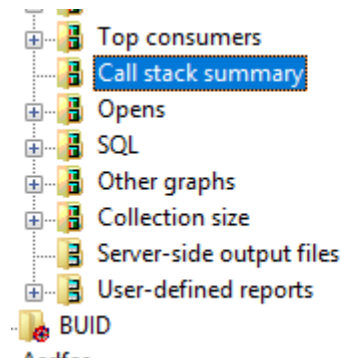 Top consumers
Call stack summary
Opens
SQL
Other graphs
Collection size
Server-side output files
User-defined reports
BUID